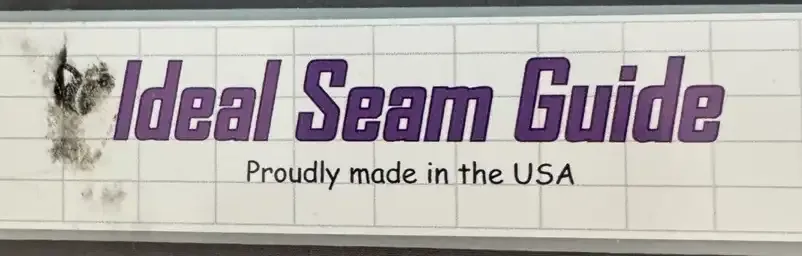 Ideal Seam Guide
Proudly made in the USA